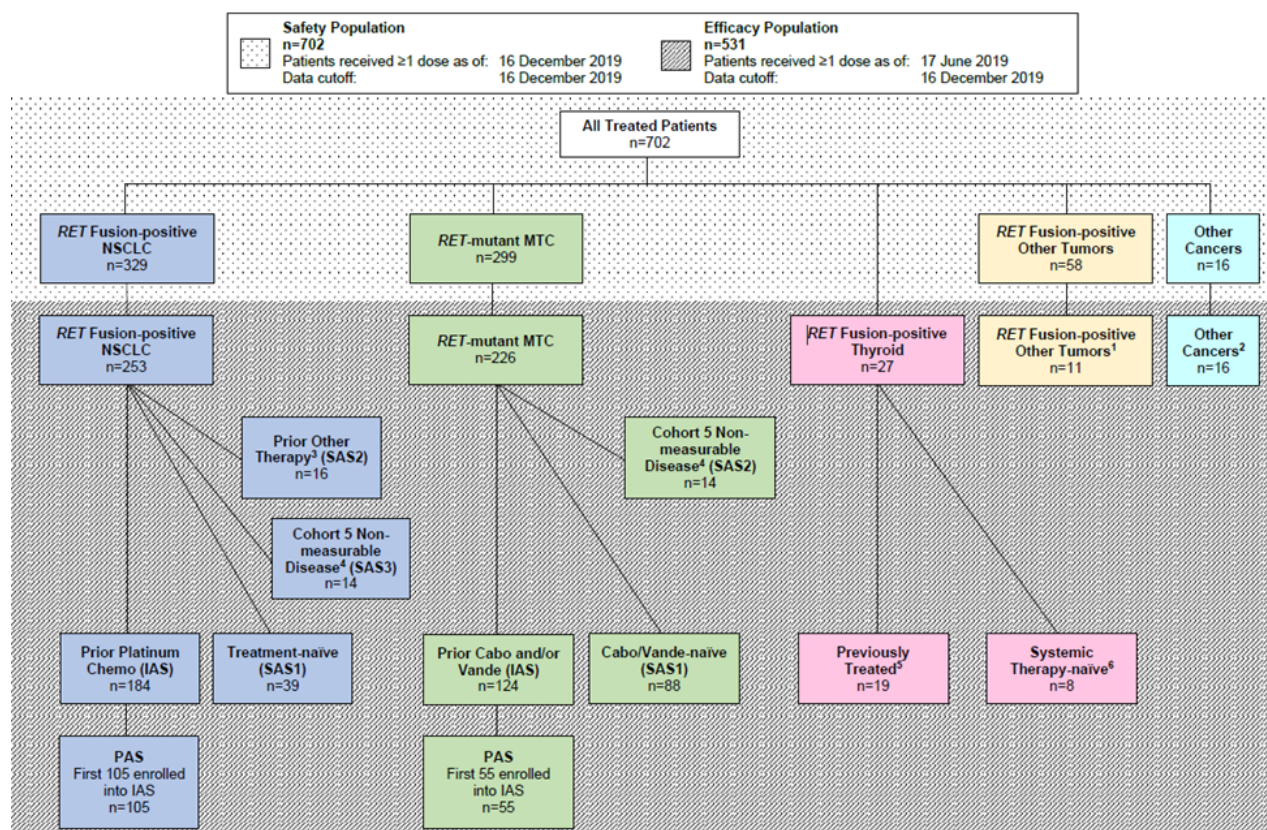 Safety Population
n=702
Patients received ≥1 dose as of: 16 December 2019
Data cutoff: 16 December 2019
Efficacy Population
n=531
Patients received ≥1 dose as of: 17 June 2019
Data cutoff: 16 December 2019
All Treated Patients
n=702
RET Fusion-positive
NSCLC
n=329
RET-mutant MTC
n=299
RET Fusion-positive
Other Tumors
n=58
Other
Cancers
n=16
RET Fusion-positive
NSCLC
n=253
RET-mutant MTC
n=226
RET Fusion-positive
Thyroid
n=27
RET Fusion-positive
Other Tumors¹
n=11
Other
Cancers²
n=16
Prior Other
Therapy³ (SAS2)
n=16
Cohort 5 Non-
measurable
Disease⁴ (SAS2)
n=14
Cohort 5 Non-
measurable
Disease⁴ (SAS3)
n=14
Prior Platinum
Chemo (IAS)
n=184
Treatment-naïve
(SAS1)
n=39
Prior Cabo and/or
Vande (IAS)
n=124
Cabo/Vande-naïve
(SAS1)
n=88
Previously
Treated⁵
n=19
Systemic
Therapy-naïve⁶
n=8
PAS
First 105 enrolled
into IAS
n=105
PAS
First 55 enrolled
into IAS
n=55